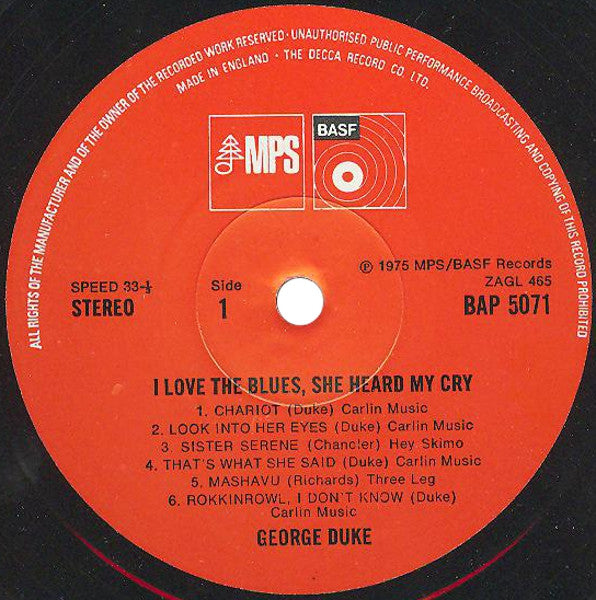 ALL RIGHTS OF THE MANUFACTURER AND OF THE OWNER OF THE RECORDED WORK RESERVED · UNAUTHORISED PUBLIC PERFORMANCE BROADCASTING AND COPYING OF THIS RECORD PROHIBITED
MADE IN ENGLAND · THE DECCA RECORD CO LTD.
MPS
BASF
SPEED 33-⅓
STEREO
Side
1
℗ 1975 MPS/BASF Records
ZAGL 465
BAP 5071
I LOVE THE BLUES, SHE HEARD MY CRY
1. CHARIOT (Duke) Carlin Music
2. LOOK INTO HER EYES (Duke) Carlin Music
3. SISTER SERENE (Chancler) Hey Skimo
4. THAT'S WHAT SHE SAID (Duke) Carlin Music
5. MASHAVU (Richards) Three Leg
6. ROKKINROWL, I DON'T KNOW (Duke)
Carlin Music
GEORGE DUKE